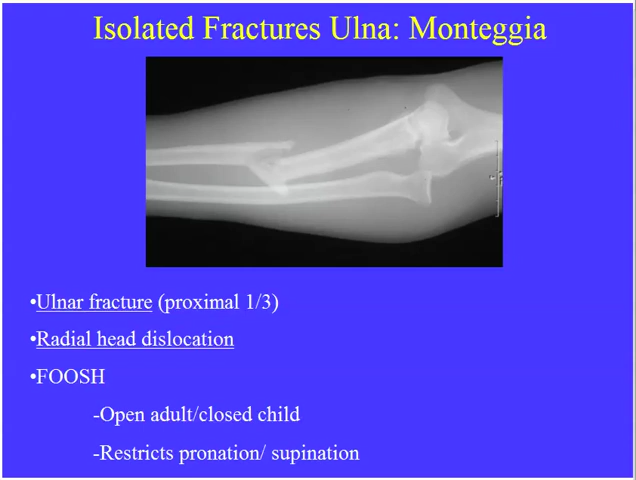 Isolated Fractures Ulna: Monteggia
•Ulnar fracture (proximal 1/3)
•Radial head dislocation
•FOOSH
-Open adult/closed child
-Restricts pronation/ supination